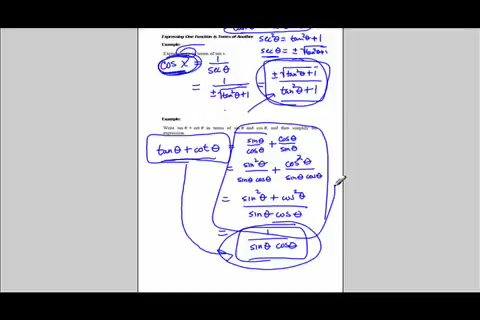 Expressing One Function in Terms of Another
sec²θ = tan²θ + 1
Example:
secθ = ±√tan²θ+1
cos x = 1/secθ
= 1/±√tan²θ+1 = ±√tan²θ+1/tan²θ+1
Example:
Write tan θ + cot θ in terms of sin θ and cos θ, and then simplify the
expression.
tanθ + cotθ = sinθ/cosθ + cosθ/sinθ
= sin²θ/sinθ cosθ + cos²θ/sinθ cosθ
= sin²θ + cos²θ/sinθ cosθ
= 1/sinθ cosθ